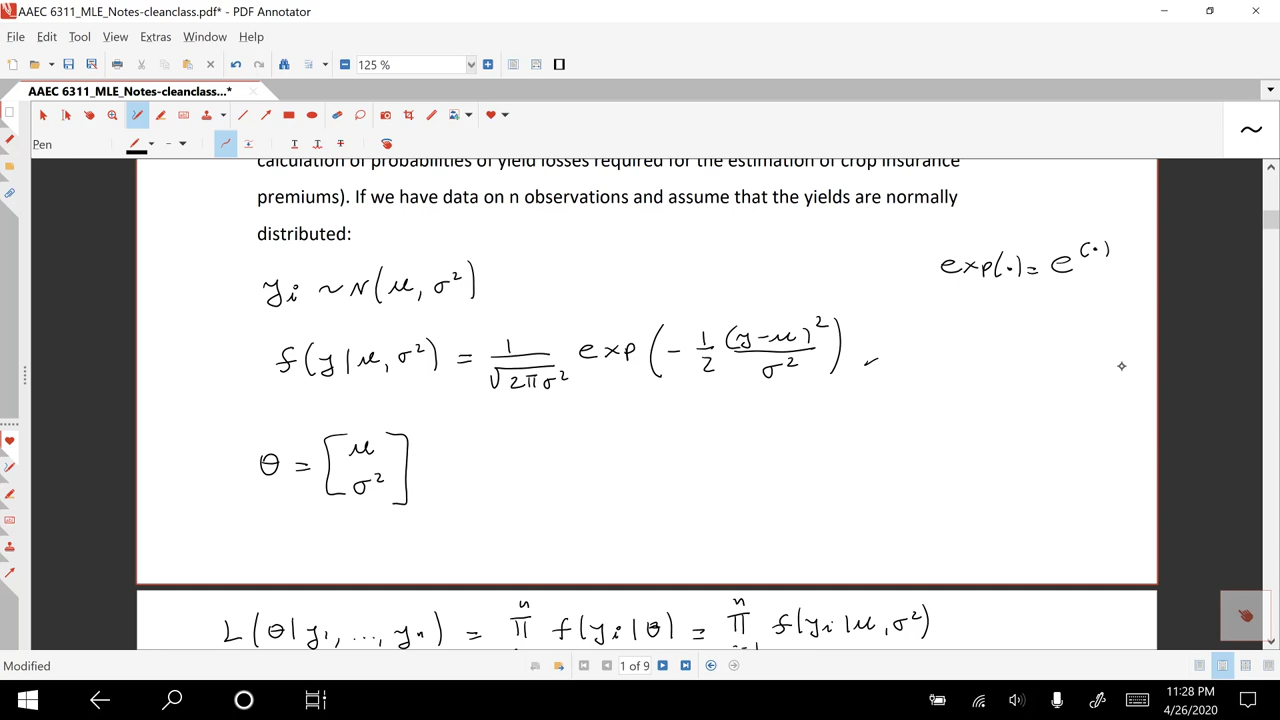 AAEC 6311_MLE_Notes-cleanclass.pdf* - PDF Annotator
File Edit Tool View Extras Window Help
125 %
AAEC 6311_MLE_Notes-cleanclass...*
Pen
calculation of probabilities of yield losses required for the estimation of crop insurance
premiums). If we have data on n observations and assume that the yields are normally
distributed:
exp(·) = e^(·)
y_i ~ N(μ, σ²)
f(y|μ, σ²) = 1/√(2πσ²) exp(-1/2 (y-μ)²/σ²) ✓
θ = [μ σ²]
L(θ|y₁, ..., yₙ) = ∏ⁿ f(y_i|θ) = ∏ⁿ f(y_i|μ, σ²)
Modified
1 of 9
11:28 PM
4/26/2020